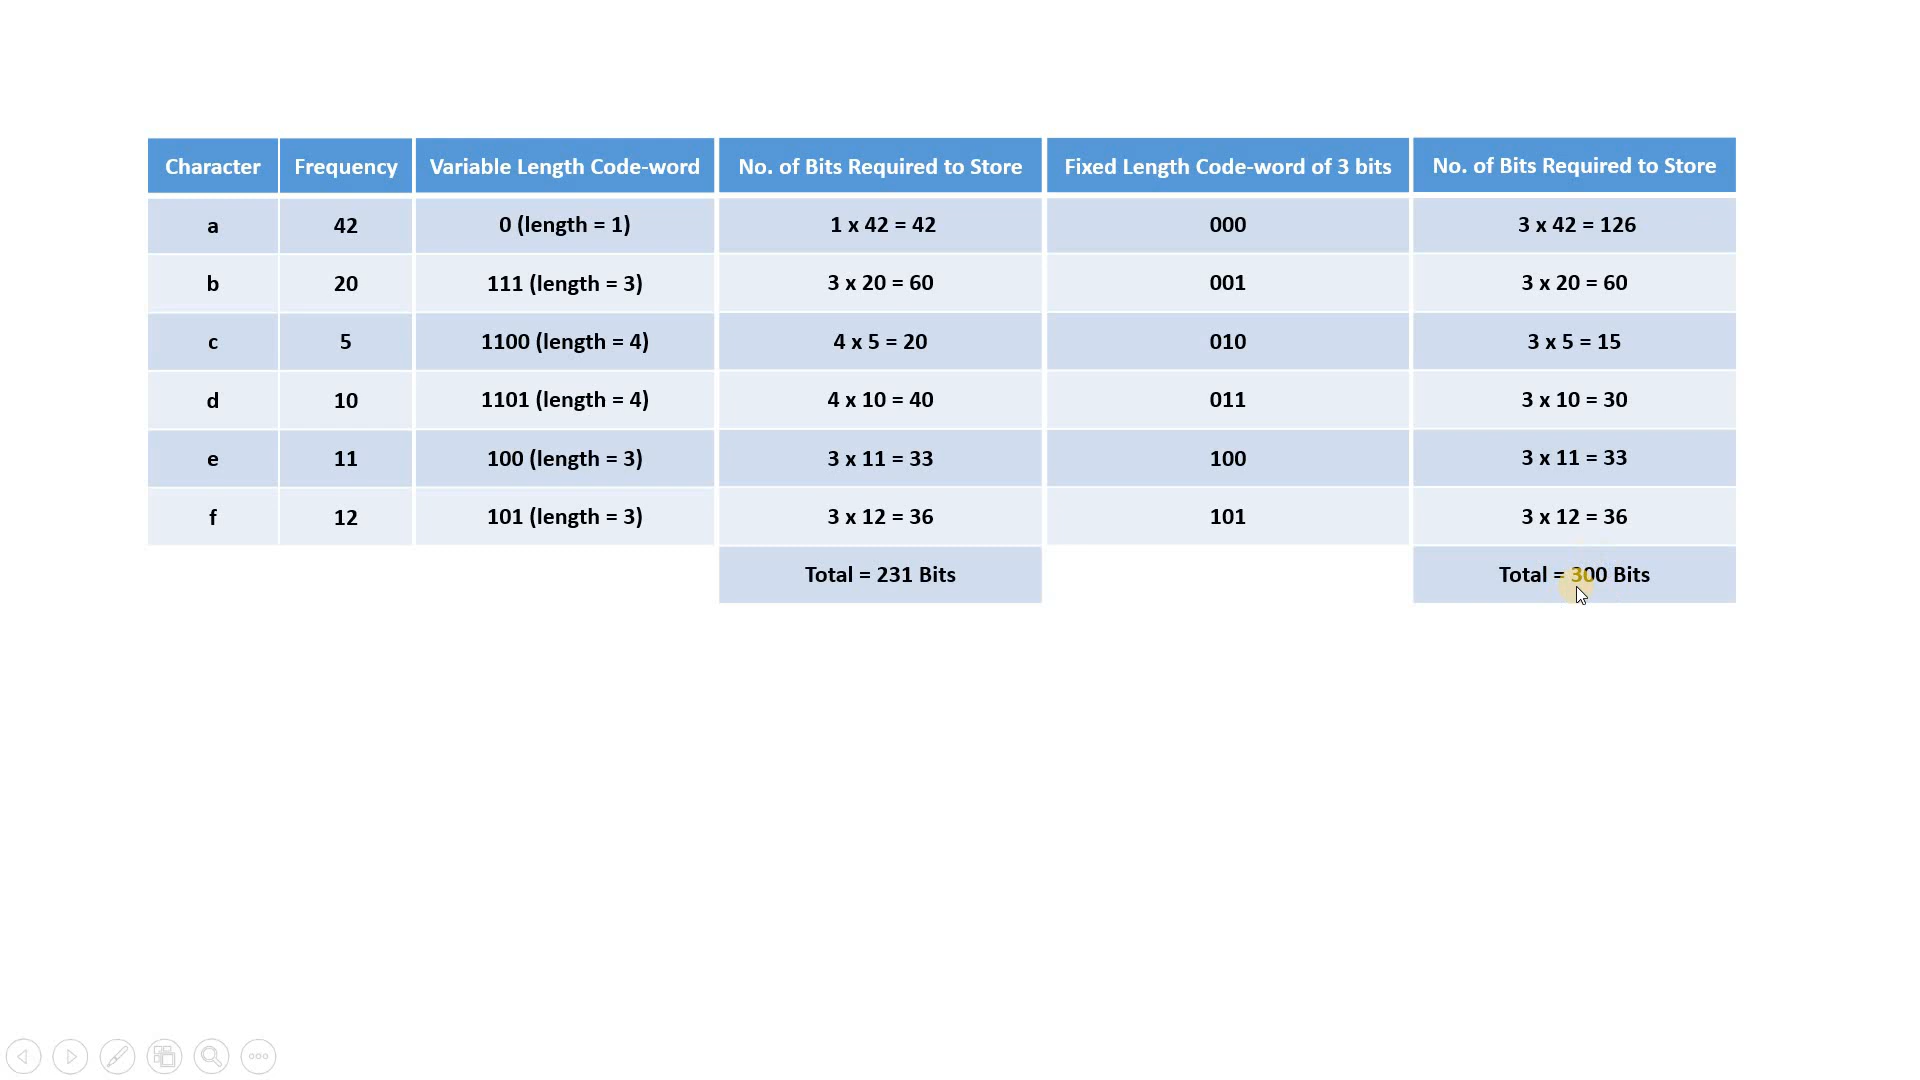 Character Frequency Variable Length Code-word No. of Bits Required to Store Fixed Length Code-word of 3 bits No. of Bits Required to Store
a 42 0 (length = 1) 1 x 42 = 42 000 3 x 42 = 126
b 20 111 (length = 3) 3 x 20 = 60 001 3 x 20 = 60
c 5 1100 (length = 4) 4 x 5 = 20 010 3 x 5 = 15
d 10 1101 (length = 4) 4 x 10 = 40 011 3 x 10 = 30
e 11 100 (length = 3) 3 x 11 = 33 100 3 x 11 = 33
f 12 101 (length = 3) 3 x 12 = 36 101 3 x 12 = 36
Total = 231 Bits Total = 300 Bits